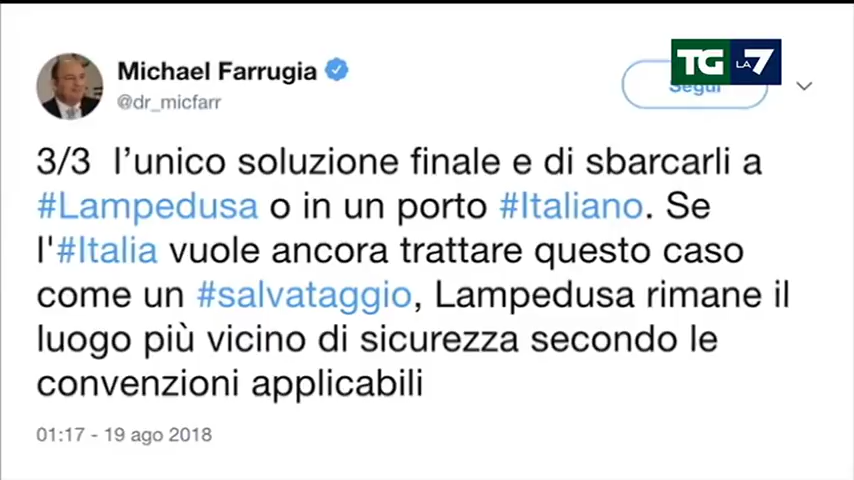 Michael Farrugia
@dr_micfarr
TG LA 7
Segui
3/3 l’unico soluzione finale e di sbarcarli a
#Lampedusa o in un porto #Italiano. Se
l'#Italia vuole ancora trattare questo caso
come un #salvataggio, Lampedusa rimane il
luogo più vicino di sicurezza secondo le
convenzioni applicabili
01:17 - 19 ago 2018